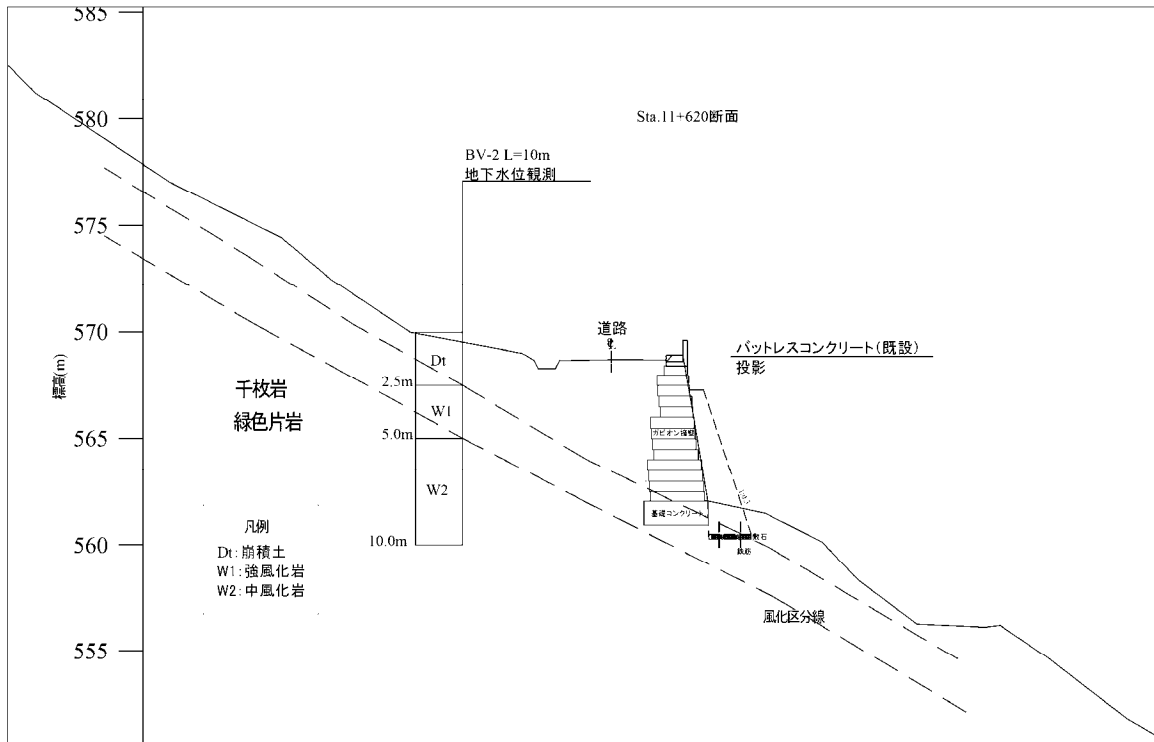 585
580
Sta.11+620断面
BV-2 L=10m
地下水位観測
575
570
道路
バットレスコンクリート(既設)
投影
標高(m)
Dt
2.5m
千枚岩
緑色片岩
W1
565
5.0m
ガビオン擁壁
W2
基礎コンクリート
凡例
Dt:崩積土
W1:強風化岩
W2:中風化岩
560
10.0m
敷石
鉄筋
風化区分線
555